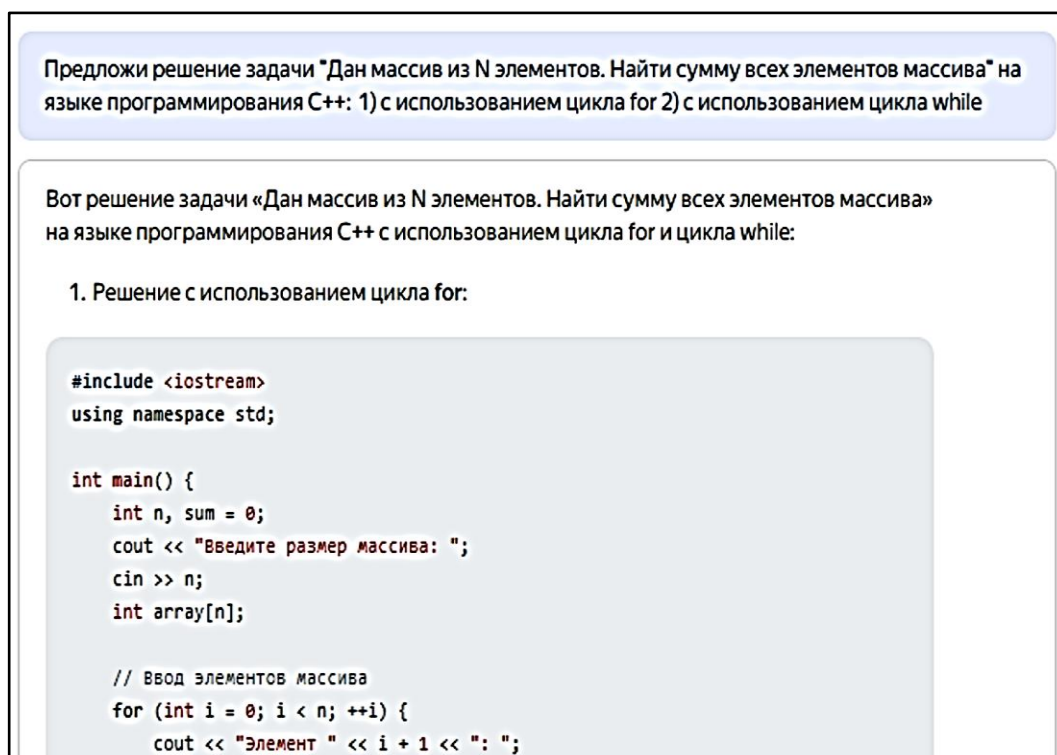 Предложи решение задачи "Дан массив из N элементов. Найти сумму всех элементов массива" на
языке программирования C++: 1) с использованием цикла for 2) с использованием цикла while
Вот решение задачи «Дан массив из N элементов. Найти сумму всех элементов массива»
на языке программирования C++ с использованием цикла for и цикла while:
1. Решение с использованием цикла for:
#include <iostream>
using namespace std;
int main() {
    int n, sum = 0;
    cout << "Введите размер массива: ";
    cin >> n;
    int array[n];
    // Ввод элементов массива
    for (int i = 0; i < n; ++i) {
        cout << "Элемент " << i + 1 << ": ";